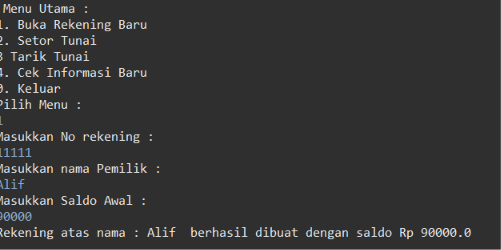 Menu Utama :
1. Buka Rekening Baru
2. Setor Tunai
3 Tarik Tunai
4. Cek Informasi Baru
0. Keluar
Pilih Menu :
1
Masukkan No rekening :
11111
Masukkan nama Pemilik :
Alif
Masukkan Saldo Awal :
90000
Rekening atas nama : Alif  berhasil dibuat dengan saldo Rp 90000.0